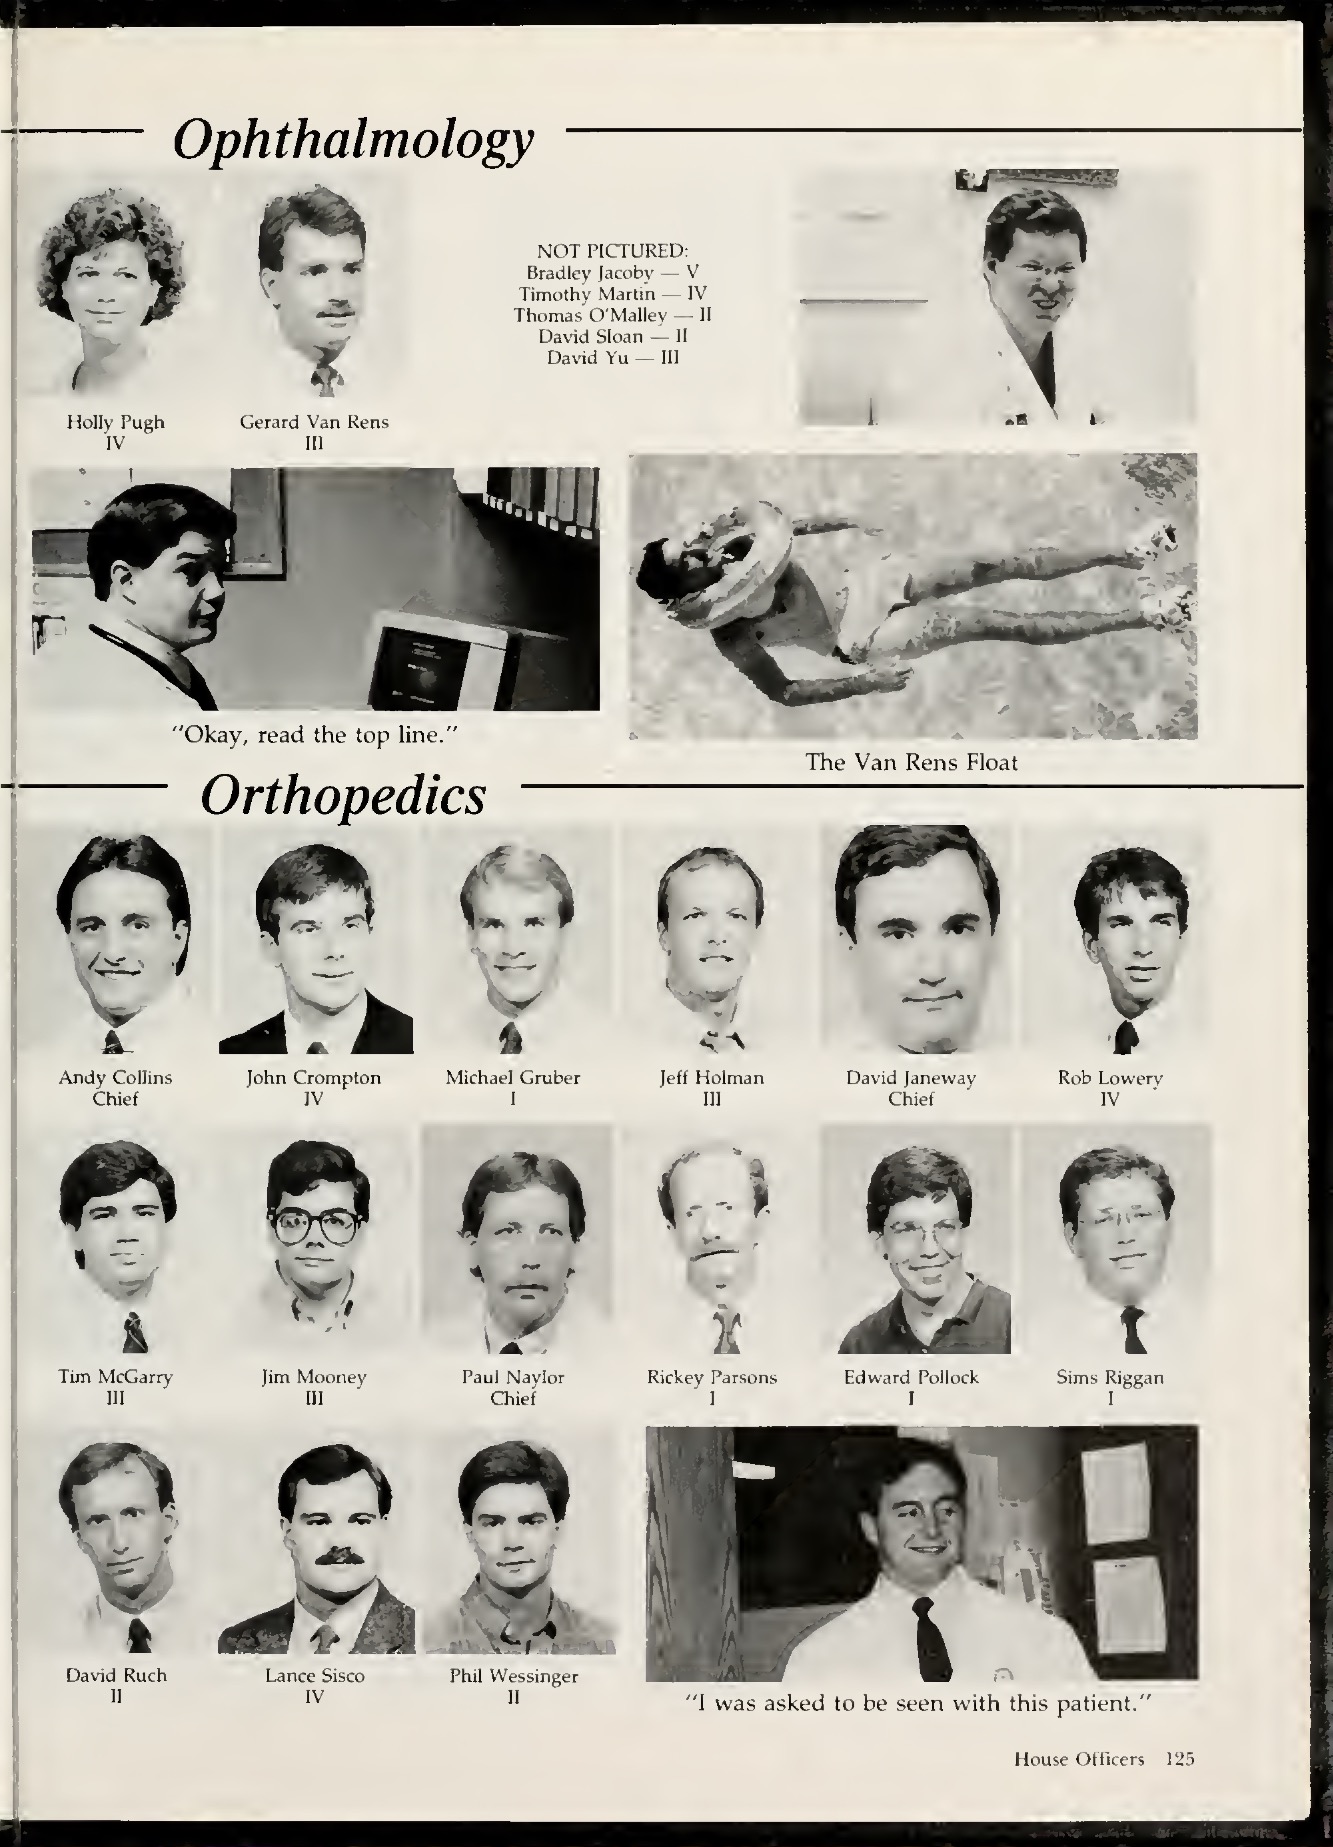 Ophthalmology
NOT PICTURED:
Bradley Jacoby — V
Timothy Martin — IV
Thomas O'Malley — II
David Sloan — II
David Yu — III
Holly Pugh
IV
Gerard Van Rens
III
"Okay, read the top line."
The Van Rens Float
Orthopedics
Andy Collins
Chief
John Crompton
IV
Michael Gruber
I
Jeff Holman
III
David Janeway
Chief
Rob Lowery
IV
Tim McGarry
III
Jim Mooney
III
Paul Naylor
Chief
Rickey Parsons
I
Edward Pollock
I
Sims Riggan
I
David Ruch
II
Lance Sisco
IV
Phil Wessinger
II
"I was asked to be seen with this patient."
House Officers 125